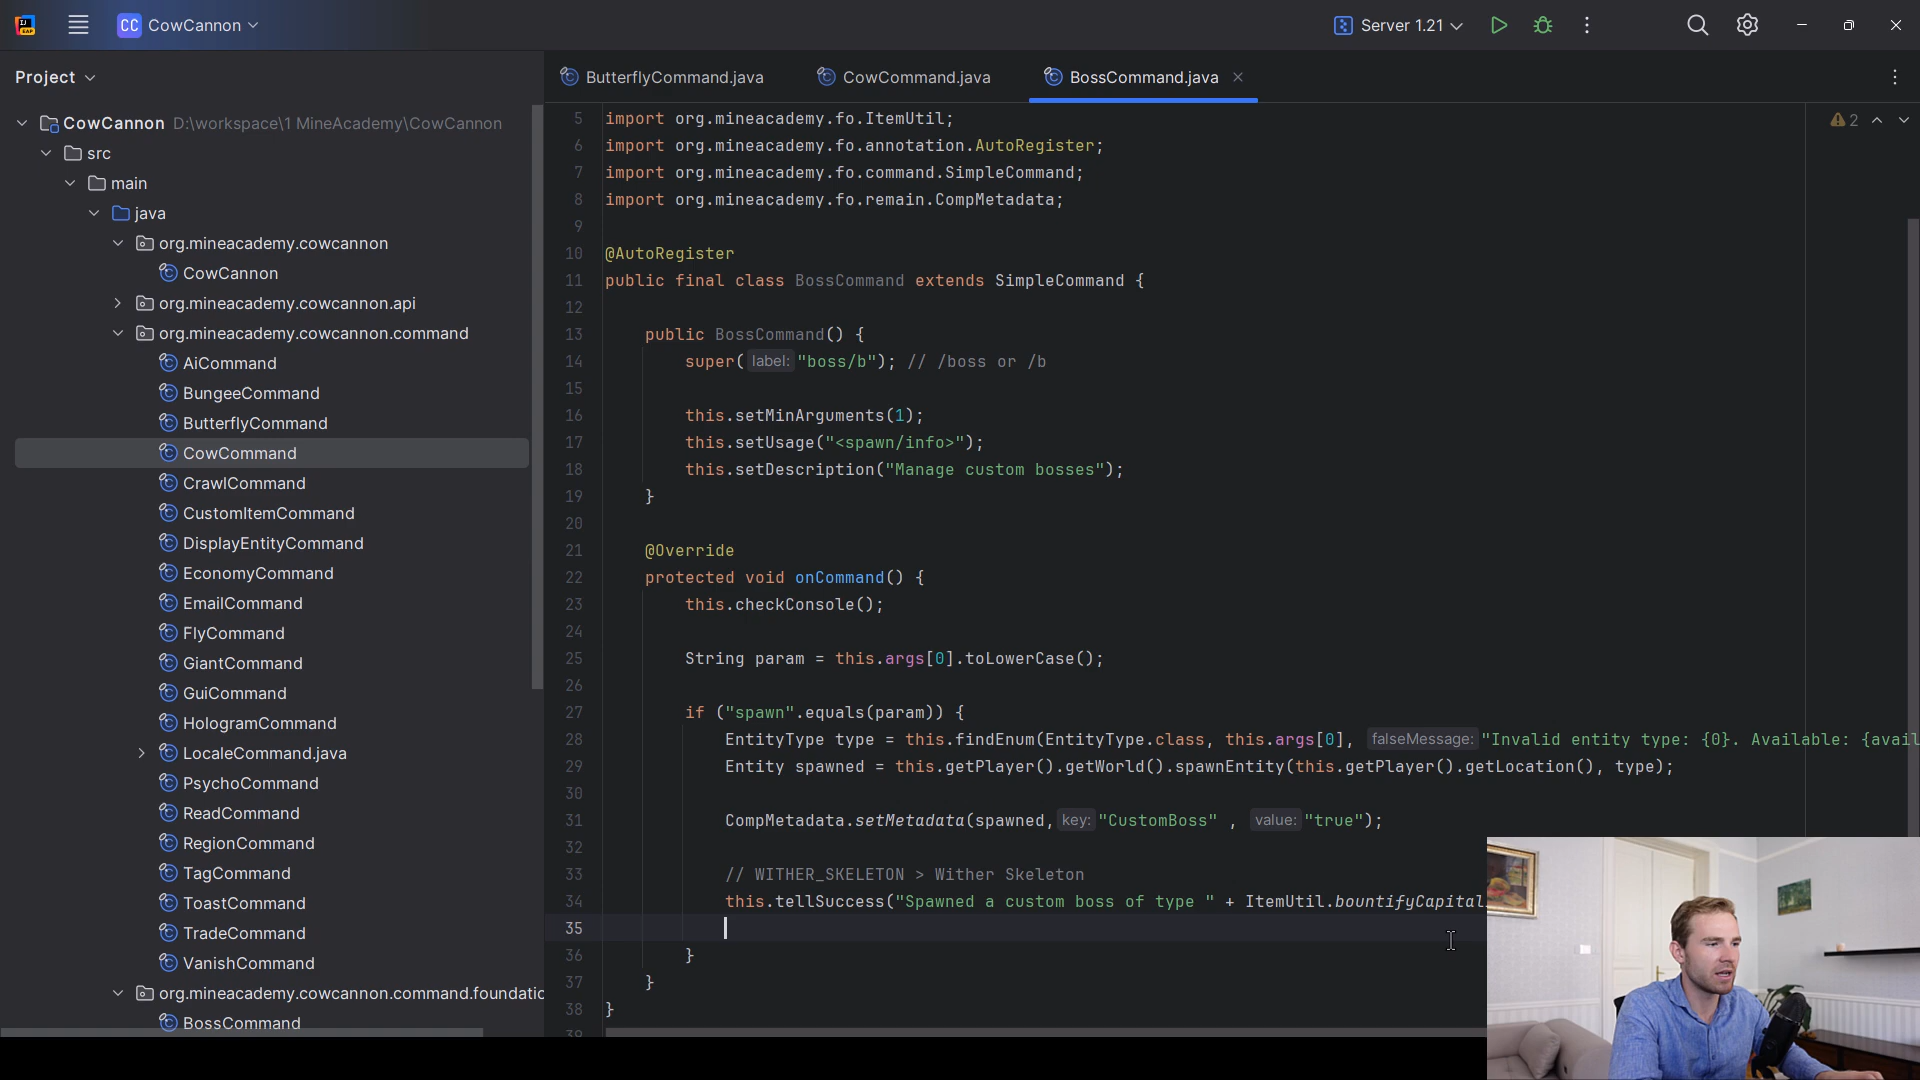 CC CowCannon
Server 1.21
Project
ButterflyCommand.java
CowCommand.java
BossCommand.java
CowCannon D:\workspace\1 MineAcademy\CowCannon
src
main
java
org.mineacademy.cowcannon
CowCannon
org.mineacademy.cowcannon.api
org.mineacademy.cowcannon.command
AiCommand
BungeeCommand
ButterflyCommand
CowCommand
CrawlCommand
CustomItemCommand
DisplayEntityCommand
EconomyCommand
EmailCommand
FlyCommand
GiantCommand
GuiCommand
HologramCommand
LocaleCommand.java
PsychoCommand
ReadCommand
RegionCommand
TagCommand
ToastCommand
TradeCommand
VanishCommand
org.mineacademy.cowcannon.command.foundatio
BossCommand
2
5 import org.mineacademy.fo.ItemUtil;
6 import org.mineacademy.fo.annotation.AutoRegister;
7 import org.mineacademy.fo.command.SimpleCommand;
8 import org.mineacademy.fo.remain.CompMetadata;
9
10 @AutoRegister
11 public final class BossCommand extends SimpleCommand {
12
13 public BossCommand() {
14 super( label: "boss/b"); // /boss or /b
15
16 this.setMinArguments(1);
17 this.setUsage("<spawn/info>");
18 this.setDescription("Manage custom bosses");
19 }
20
21 @Override
22 protected void onCommand() {
23 this.checkConsole();
24
25 String param = this.args[0].toLowerCase();
26
27 if ("spawn".equals(param)) {
28 EntityType type = this.findEnum(EntityType.class, this.args[0], falseMessage: "Invalid entity type: {0}. Available: {avail
29 Entity spawned = this.getPlayer().getWorld().spawnEntity(this.getPlayer().getLocation(), type);
30
31 CompMetadata.setMetadata(spawned, key: "CustomBoss" , value: "true");
32
33 // WITHER_SKELETON > Wither Skeleton
34 this.tellSuccess("Spawned a custom boss of type " + ItemUtil.bountifyCapital
35
36 }
37 }
38 }
39